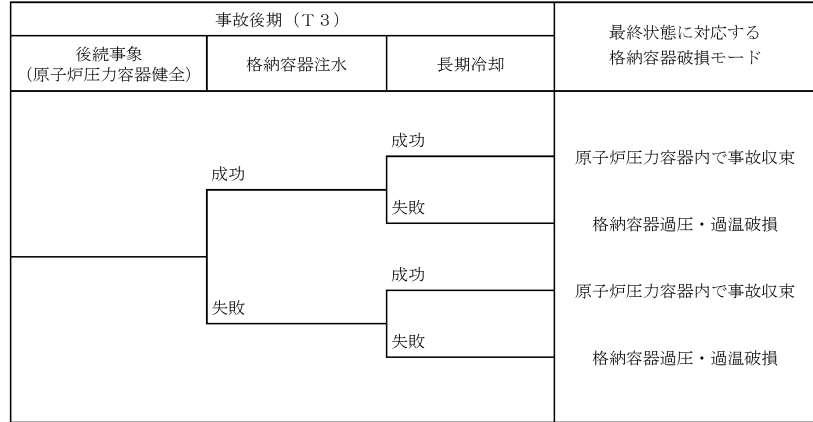 事故後期（T3）
最終状態に対応する
格納容器破損モード
後続事象
（原子炉圧力容器健全）
格納容器注水
長期冷却
成功
原子炉圧力容器内で事故収束
成功
失敗
格納容器過圧・過温破損
成功
原子炉圧力容器内で事故収束
失敗
失敗
格納容器過圧・過温破損